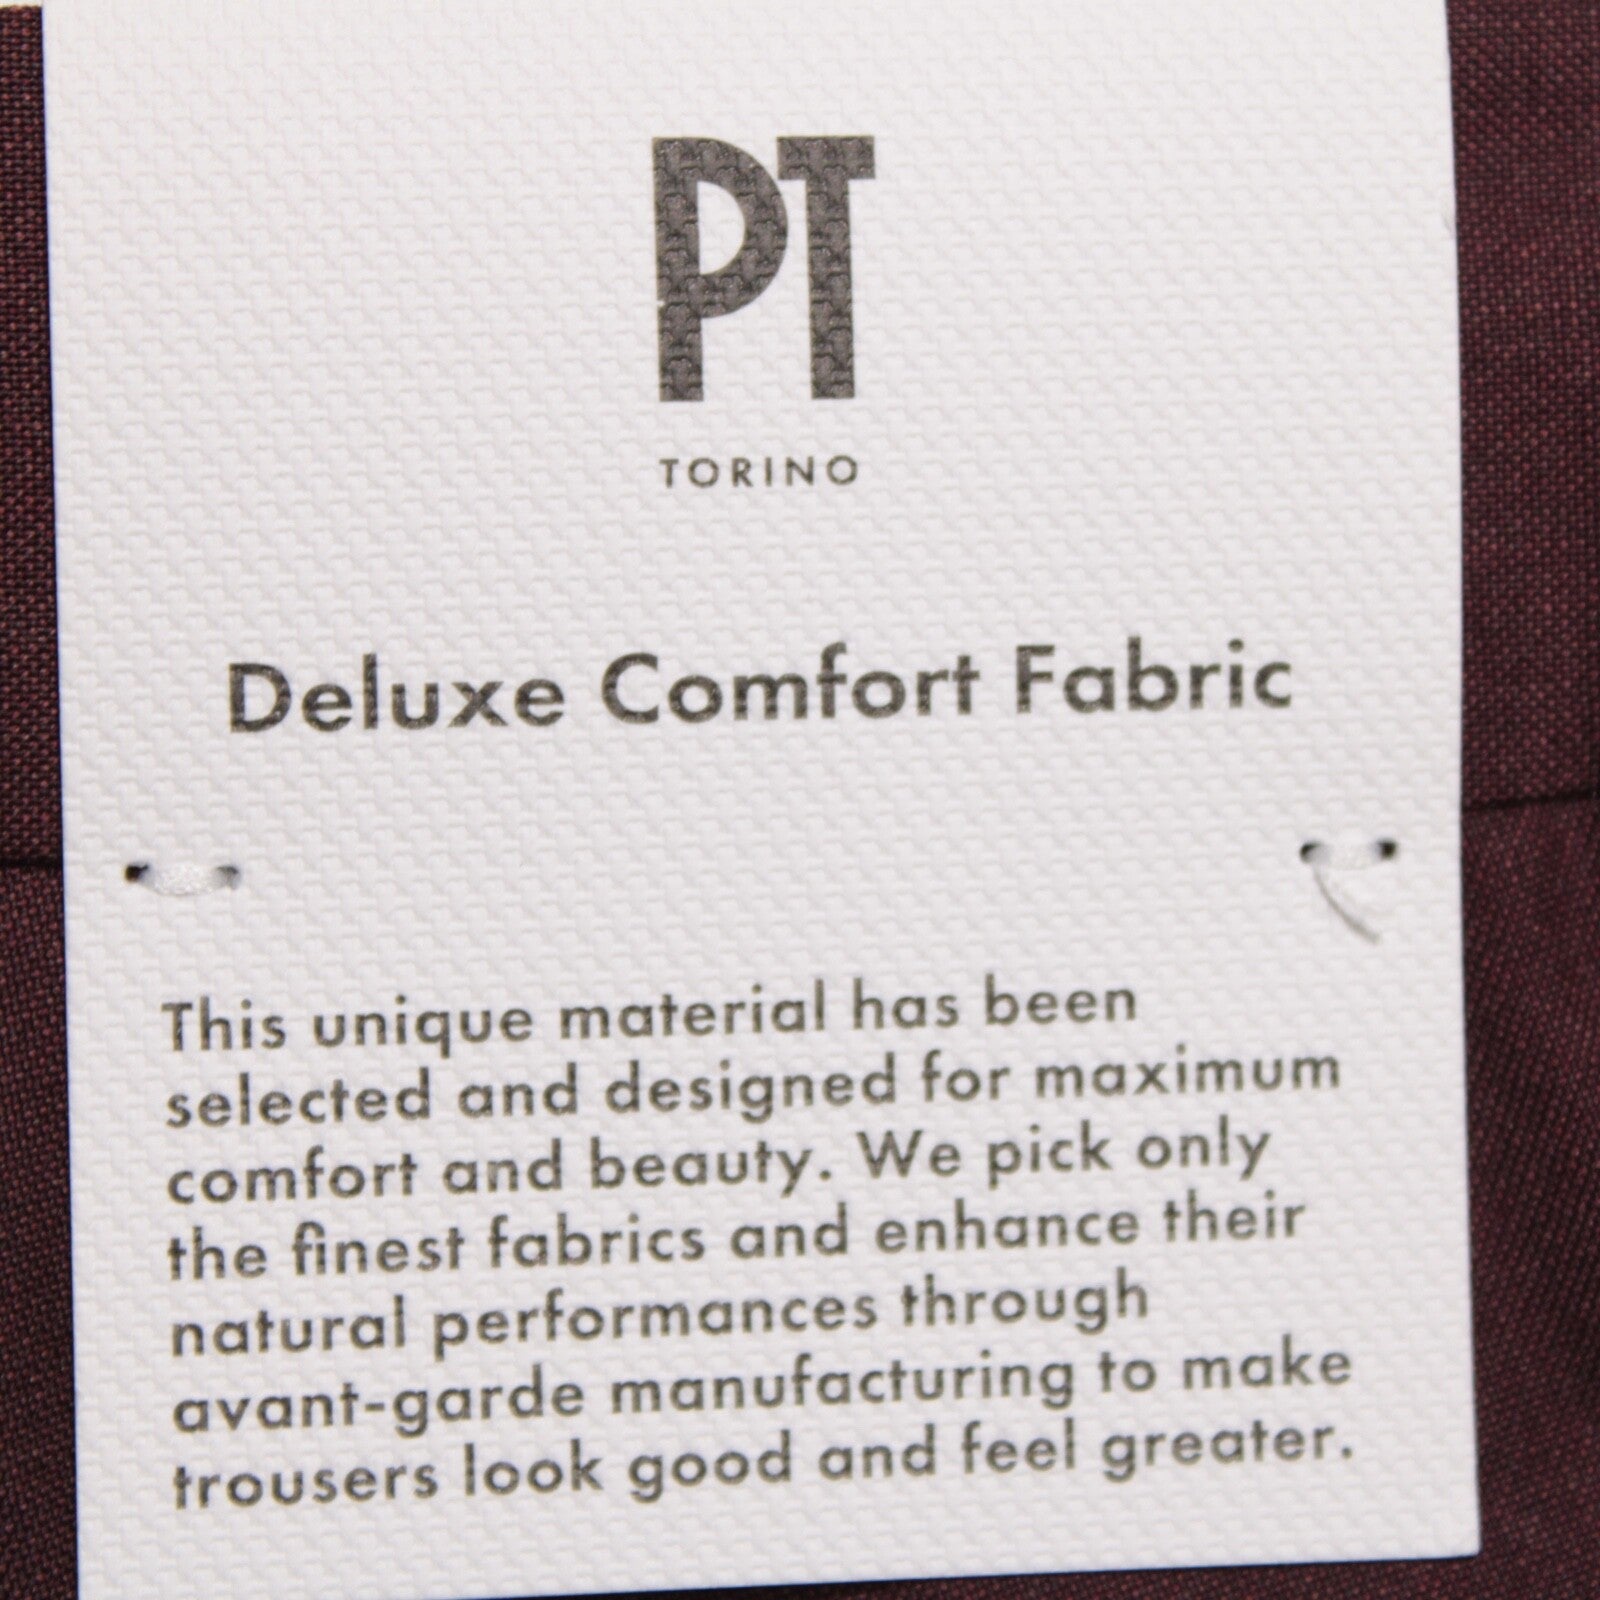 PT
TORINO
Deluxe Comfort Fabric
This unique material has been
selected and designed for maximum
comfort and beauty. We pick only
the finest fabrics and enhance their
natural performances through
avant-garde manufacturing to make
trousers look good and feel greater.